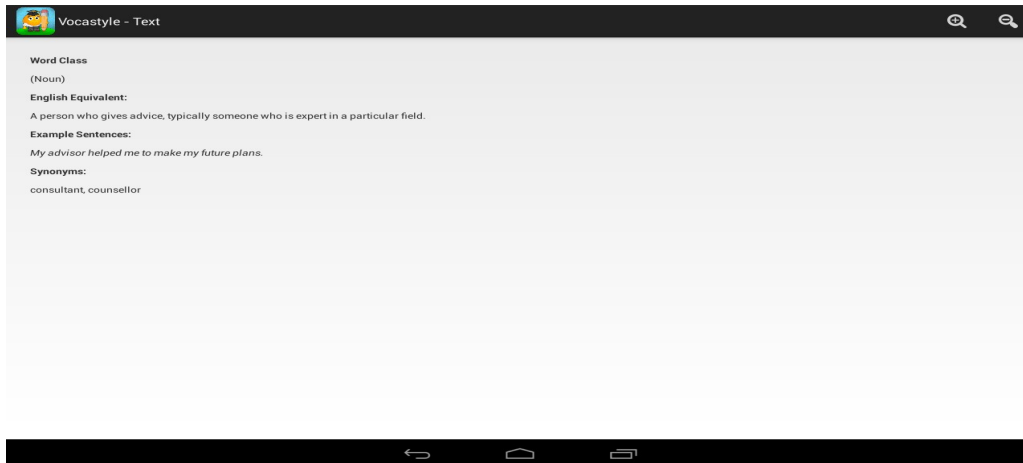 Vocastyle - Text
Word Class
(Noun)
English Equivalent:
A person who gives advice, typically someone who is expert in a particular field.
Example Sentences:
My advisor helped me to make my future plans.
Synonyms:
consultant, counsellor